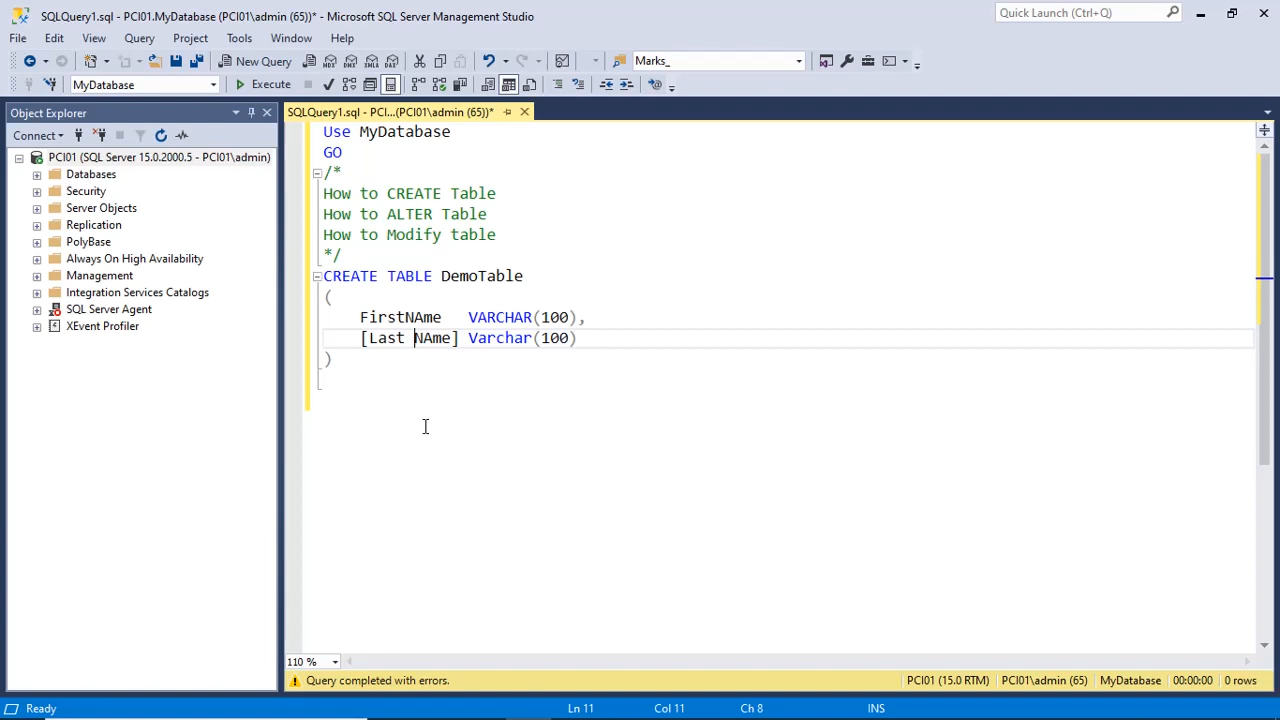 SQLQuery1.sql - PCI01.MyDatabase (PCI01\admin (65))* - Microsoft SQL Server Management Studio
Quick Launch (Ctrl+Q)
File Edit View Query Project Tools Window Help
New Query
MDX DMX XMLA DAX
Marks_
MyDatabase
Execute
Object Explorer
SQLQuery1.sql - PCI...(PCI01\admin (65))*
Connect
PCI01 (SQL Server 15.0.2000.5 - PCI01\admin)
Databases
Security
Server Objects
Replication
PolyBase
Always On High Availability
Management
Integration Services Catalogs
SQL Server Agent
XEvent Profiler
Use MyDatabase
GO
/*
How to CREATE Table
How to ALTER Table
How to Modify table
*/
CREATE TABLE DemoTable
(
FirstNAme VARCHAR(100),
[Last NAme] Varchar(100)
)
110 %
Query completed with errors.
PCI01 (15.0 RTM) PCI01\admin (65) MyDatabase 00:00:00 0 rows
Ready Ln 11 Col 11 Ch 8 INS